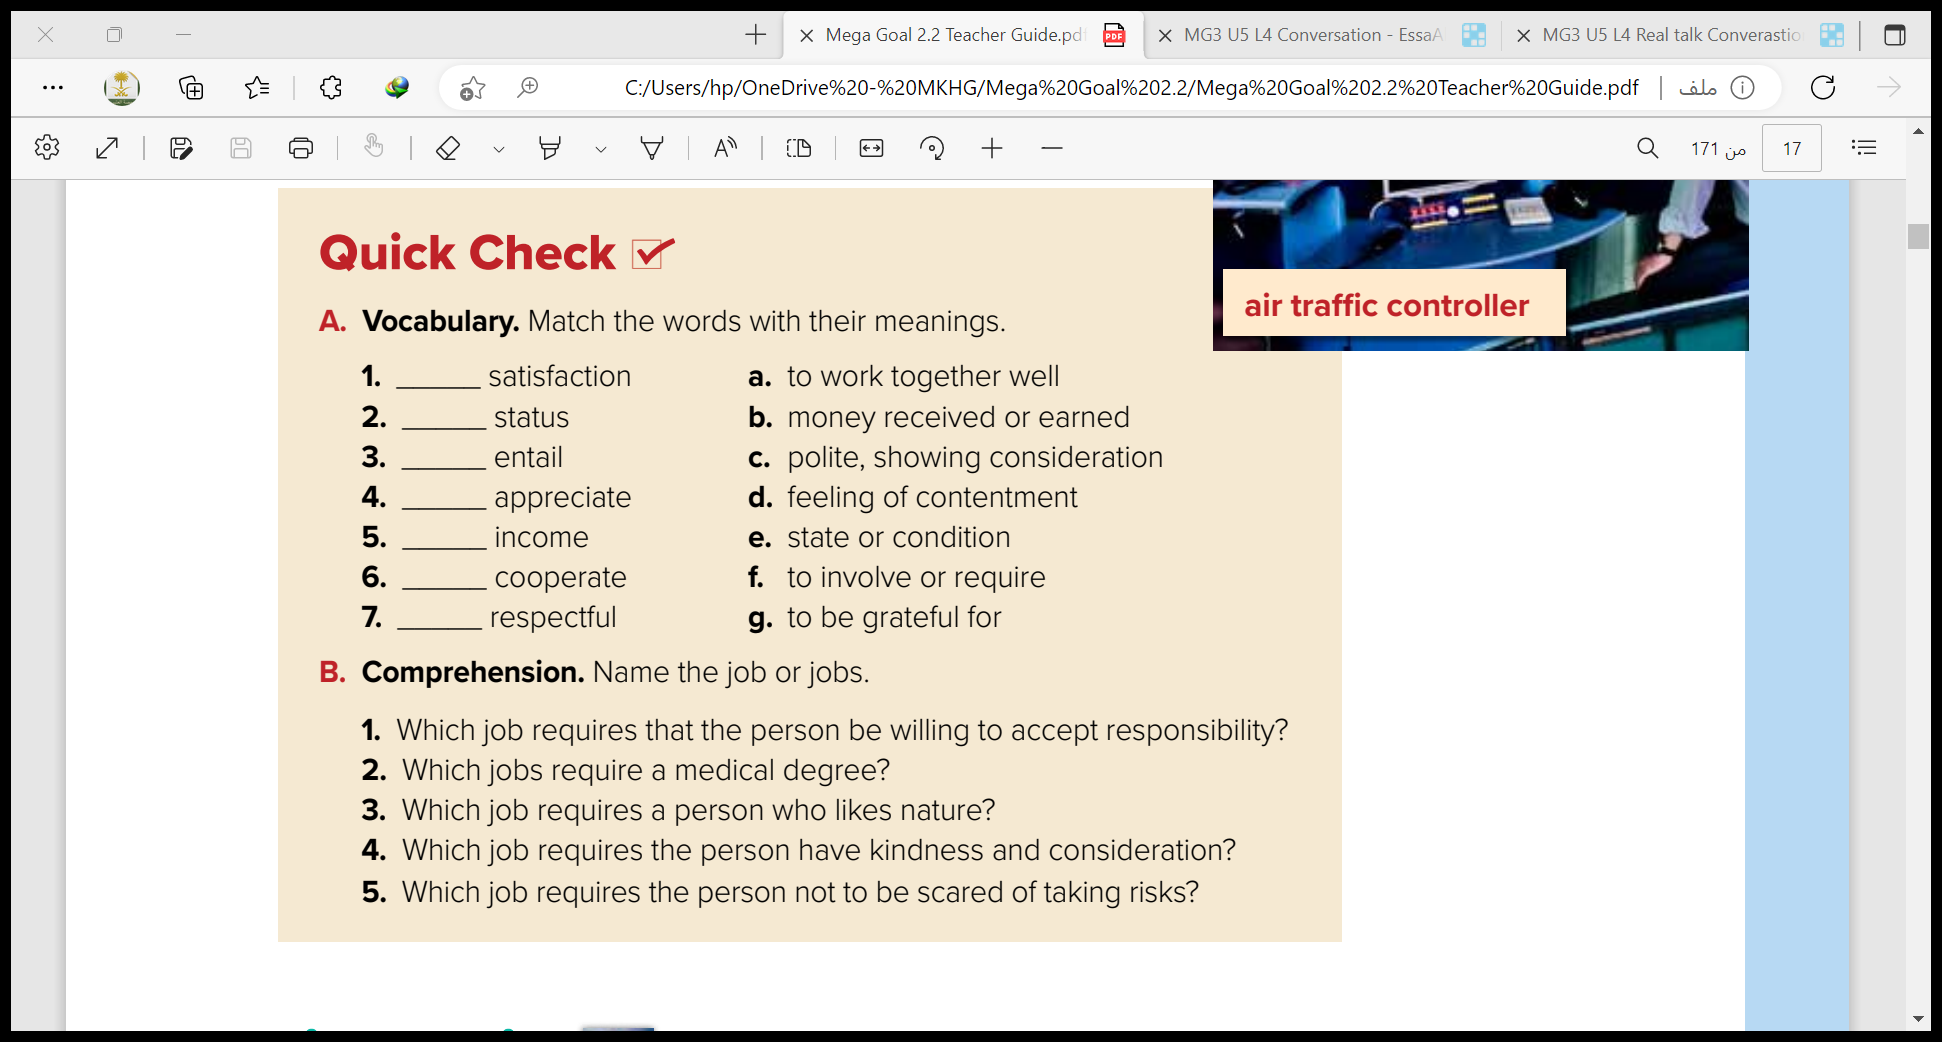 Mega Goal 2.2 Teacher Guide.pd
MG3 U5 L4 Conversation - EssaA
MG3 U5 L4 Real talk Converastio
C:/Users/hp/OneDrive%20-%20MKHG/Mega%20Goal%202.2/Mega%20Goal%202.2%20Teacher%20Guide.pdf | ملف
17 من 171
Quick Check
air traffic controller
A. Vocabulary. Match the words with their meanings.
1. ______ satisfaction a. to work together well
2. ______ status b. money received or earned
3. ______ entail c. polite, showing consideration
4. ______ appreciate d. feeling of contentment
5. ______ income e. state or condition
6. ______ cooperate f. to involve or require
7. ______ respectful g. to be grateful for
B. Comprehension. Name the job or jobs.
1. Which job requires that the person be willing to accept responsibility?
2. Which jobs require a medical degree?
3. Which job requires a person who likes nature?
4. Which job requires the person have kindness and consideration?
5. Which job requires the person not to be scared of taking risks?